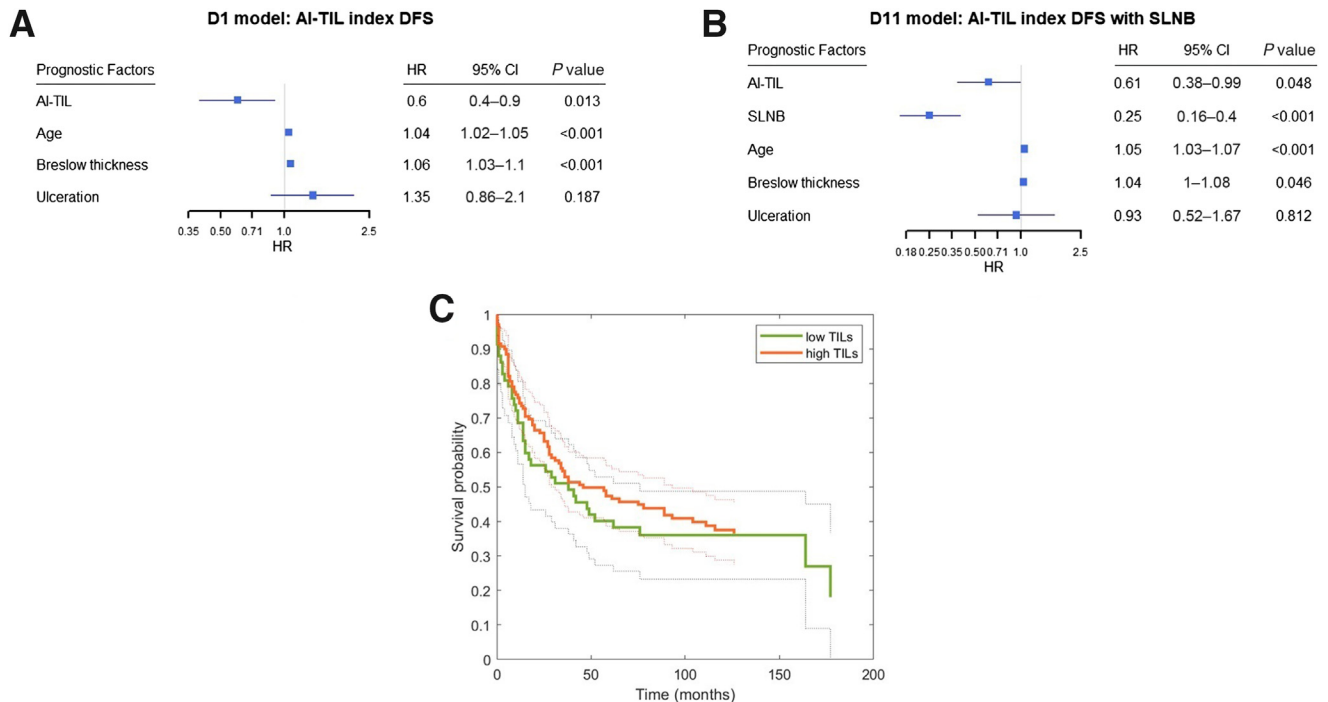 A
D1 model: AI-TIL index DFS
Prognostic Factors HR 95% CI P value
AI-TIL 0.6 0.4–0.9 0.013
Age 1.04 1.02–1.05 <0.001
Breslow thickness 1.06 1.03–1.1 <0.001
Ulceration 1.35 0.86–2.1 0.187
0.35 0.50 0.71 1.0 2.5
HR
B
D11 model: AI-TIL index DFS with SLNB
Prognostic Factors HR 95% CI P value
AI-TIL 0.61 0.38–0.99 0.048
SLNB 0.25 0.16–0.4 <0.001
Age 1.05 1.03–1.07 <0.001
Breslow thickness 1.04 1–1.08 0.046
Ulceration 0.93 0.52–1.67 0.812
0.18 0.25 0.35 0.50 0.71 1.0 2.5
HR
C
low TILs
high TILs
Survival probability
1
0.9
0.8
0.7
0.6
0.5
0.4
0.3
0.2
0.1
0
0 50 100 150 200
Time (months)